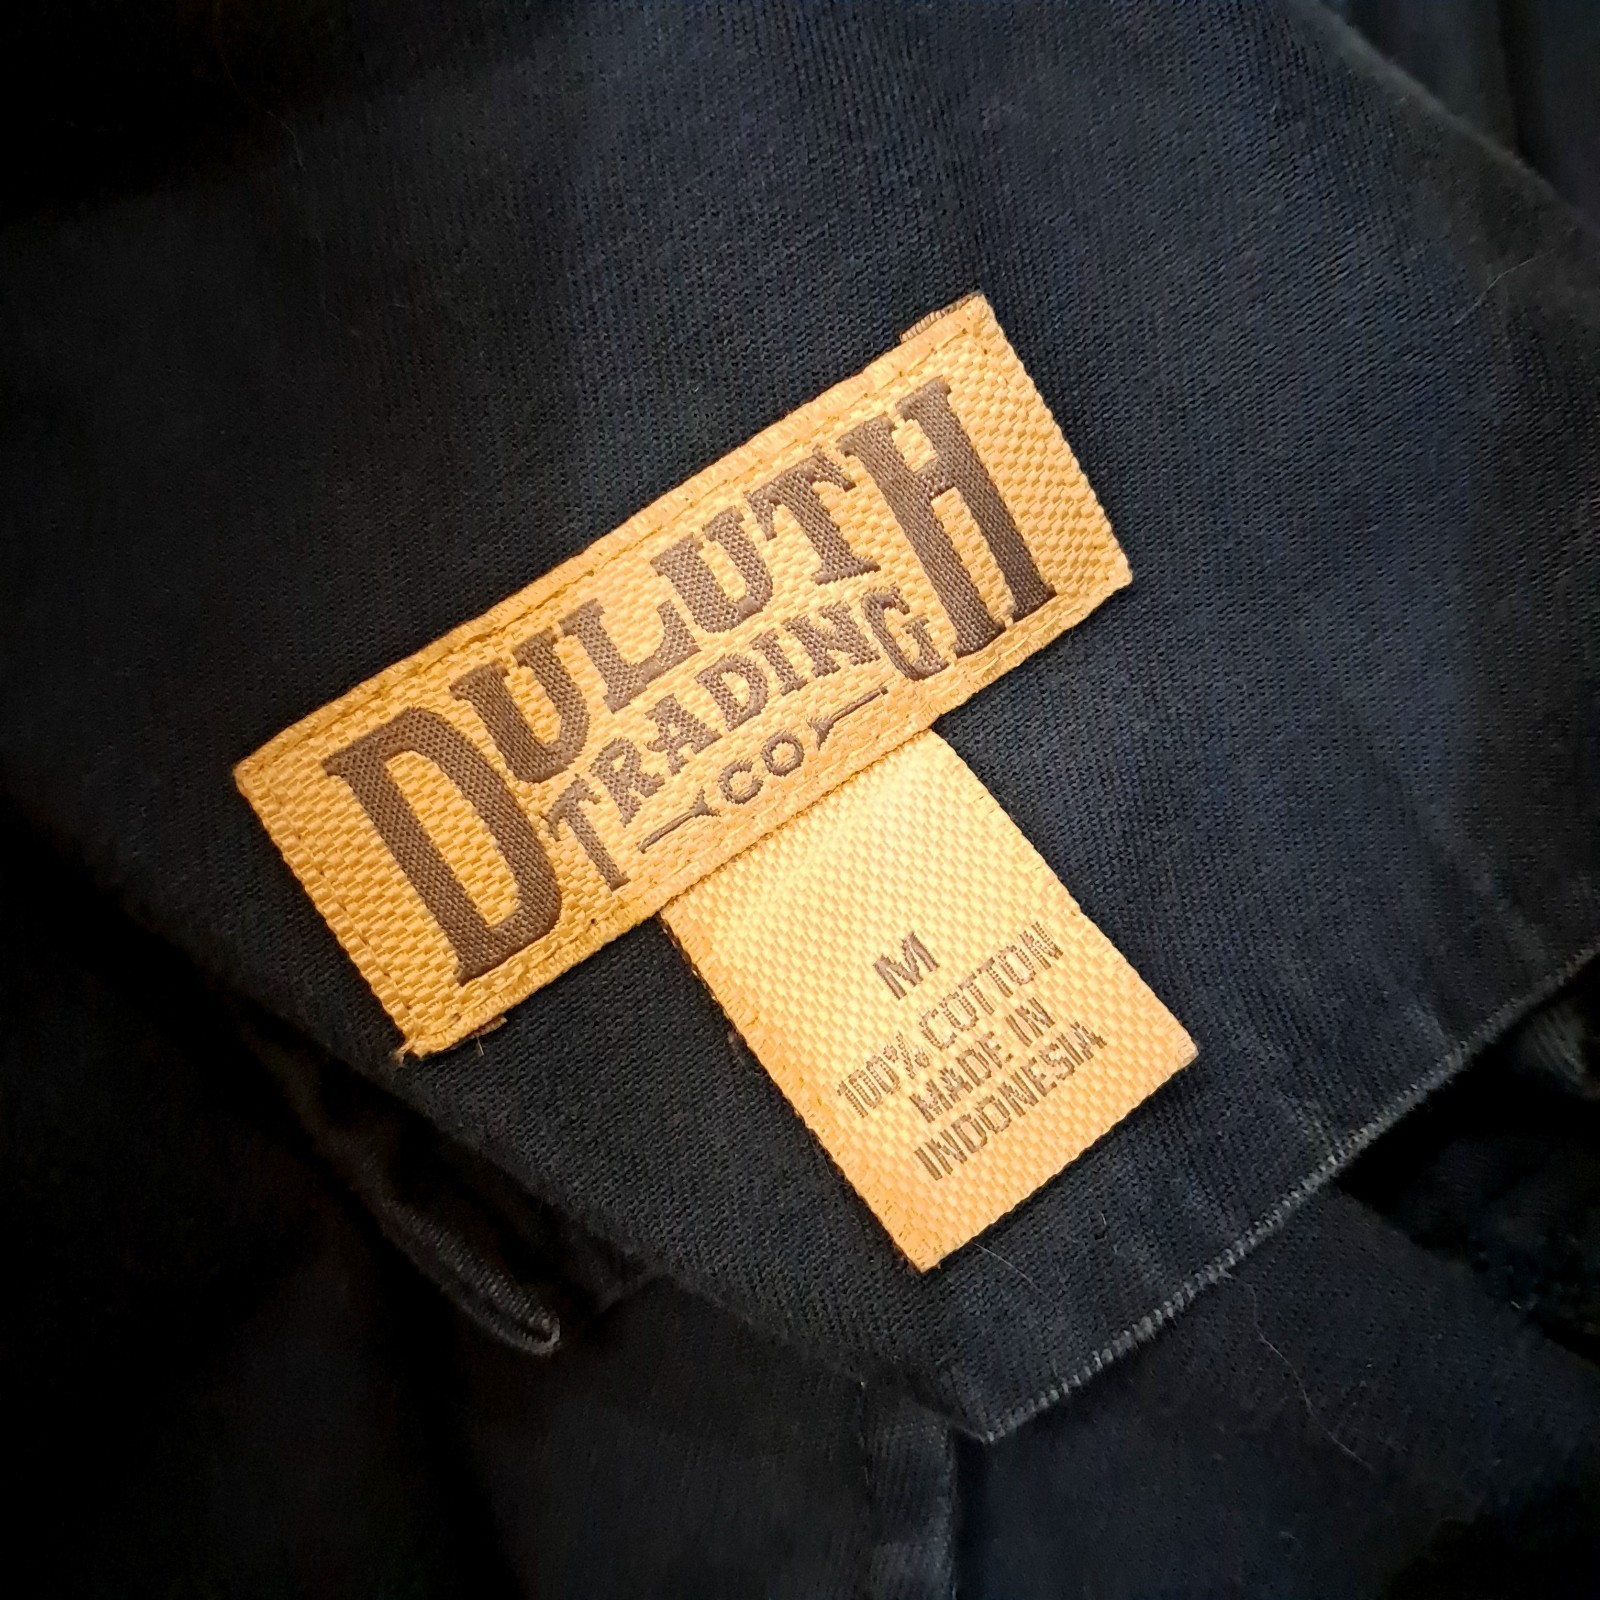 DULUTH
TRADING
CO
M
100% COTTON
MADE IN
INDONESIA